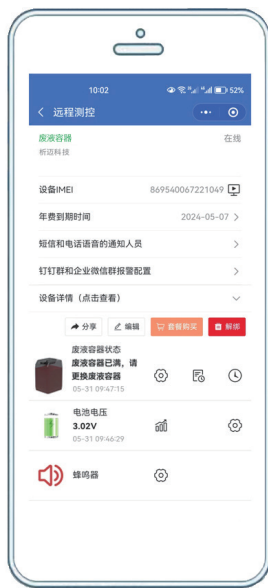 10:02
52%
远程测控
废液容器 在线
析迈科技
设备IMEI 869540067221049
年费到期时间 2024-05-07
短信和电话语音的通知人员
钉钉群和企业微信群报警配置
设备详情（点击查看）
分享 编辑 套餐购买 解绑
废液容器状态
废液容器已满，请
更换废液容器
05-31 09:47:15
电池电压
3.02V
05-31 09:46:29
蜂鸣器